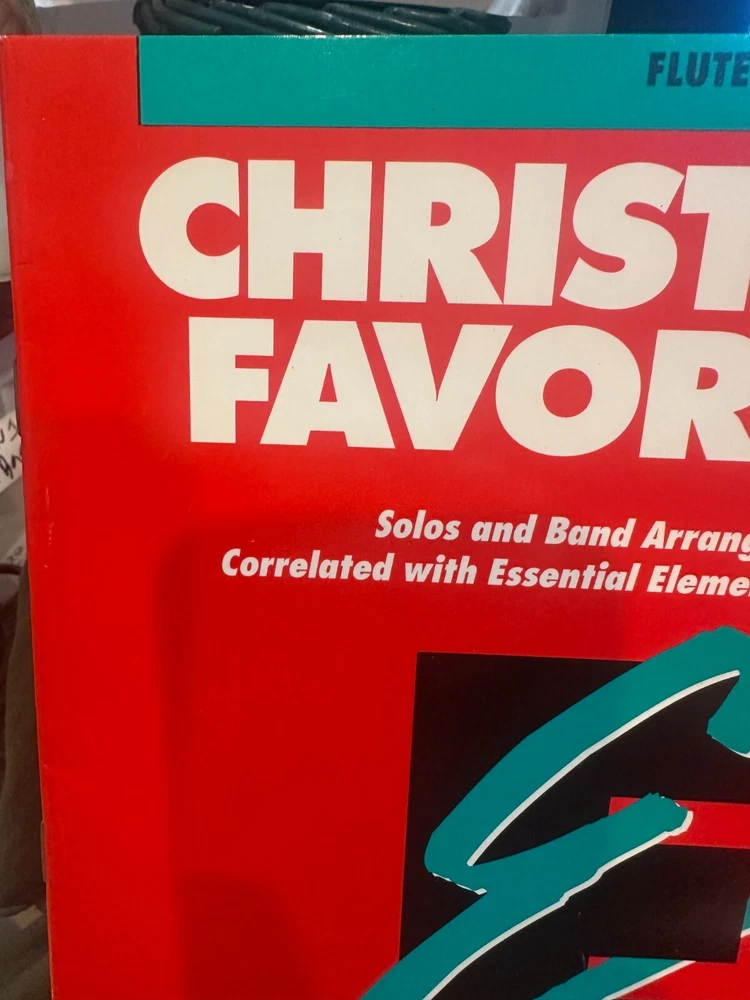 FLUTE
CHRIST
FAVOR
Solos and Band Arrang
Correlated with Essential Eleme